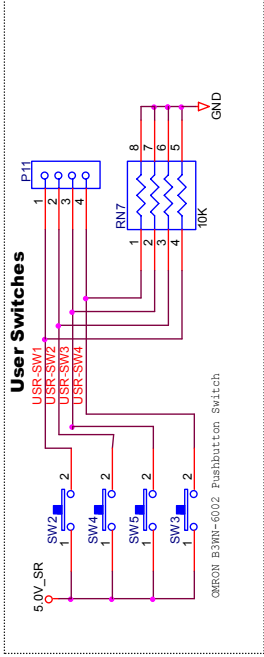 User Switches
P11
1
2
3
4
USR-SW1
USR-SW2
USR-SW3
USR-SW4
RN7
1
2
3
4
8
7
6
5
10K
GND
5.0V_SR
SW2
1
2
SW4
1
2
SW5
1
2
SW3
1
2
OMRON B3WN-6002 Pushbutton Switch